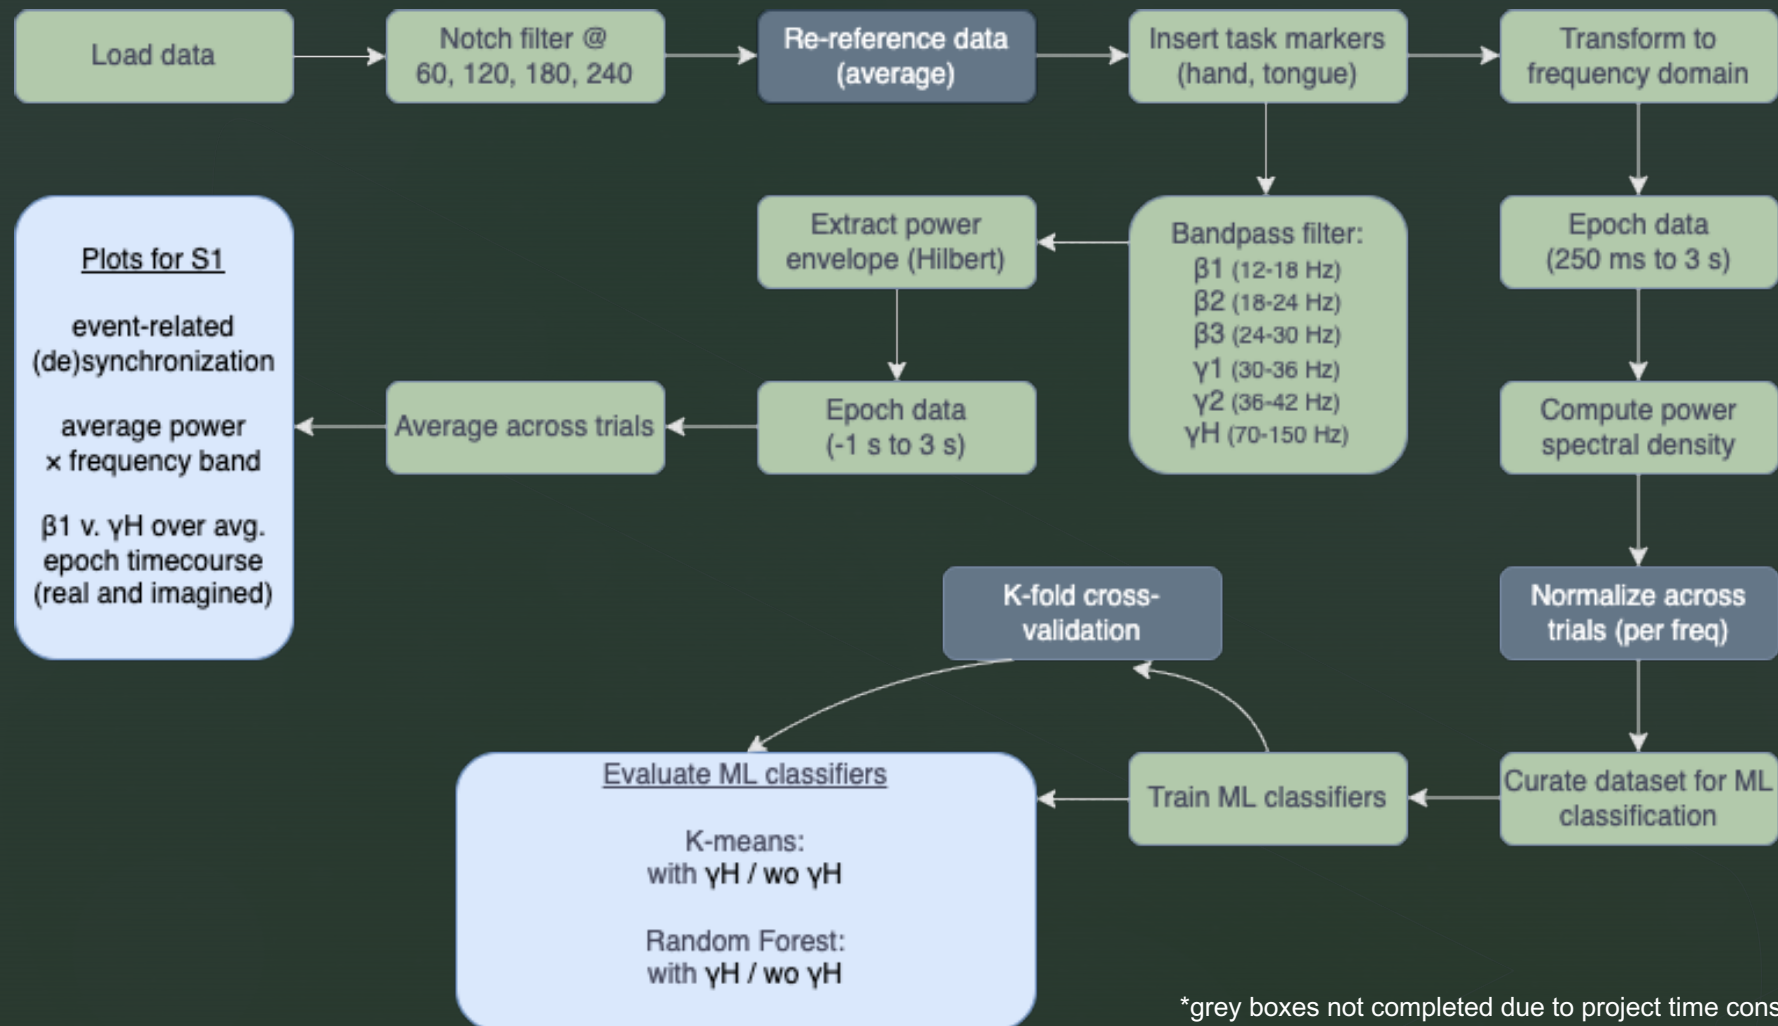 Load data
Notch filter @
60, 120, 180, 240
Re-reference data
(average)
Insert task markers
(hand, tongue)
Transform to
frequency domain
Plots for S1
event-related
(de)synchronization
average power
× frequency band
β1 v. γH over avg.
epoch timecourse
(real and imagined)
Average across trials
Extract power
envelope (Hilbert)
Epoch data
(-1 s to 3 s)
Bandpass filter:
β1 (12-18 Hz)
β2 (18-24 Hz)
β3 (24-30 Hz)
γ1 (30-36 Hz)
γ2 (36-42 Hz)
γH (70-150 Hz)
Epoch data
(250 ms to 3 s)
Compute power
spectral density
Normalize across
trials (per freq)
K-fold cross-
validation
Curate dataset for ML
classification
Train ML classifiers
Evaluate ML classifiers
K-means:
with γH / wo γH
Random Forest:
with γH / wo γH
*grey boxes not completed due to project time cons